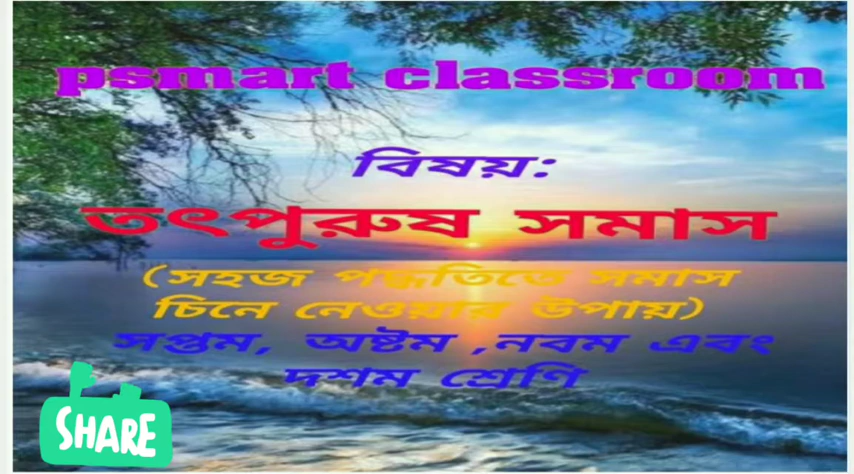 psmart classroom
বিষয়:
তৎপুরুষ সমাস
(সহজ পদ্ধতিতে সমাস
চিনে নেওয়ার উপায়)
সপ্তম, অষ্টম ,নবম এবং
দশম শ্রেণি
SHARE